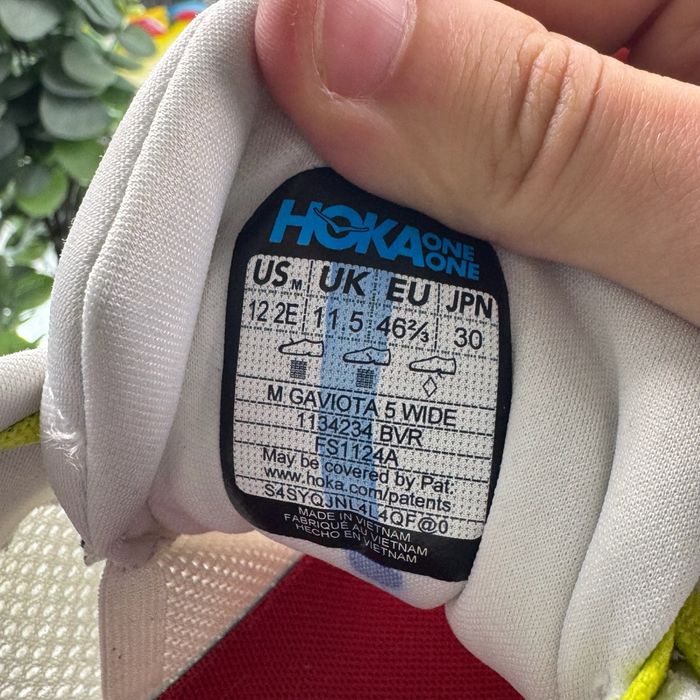 HOKA ONE ONE
US M UK EU JPN
12 2E 11.5 46⅔ 30
M GAVIOTA 5 WIDE
1134234 BVR
FS1124A
May be covered by Pat.
www.hoka.com/patents
MADE IN VIETNAM
FABRIQUÉ AU VIETNAM
HECHO EN VIETNAM